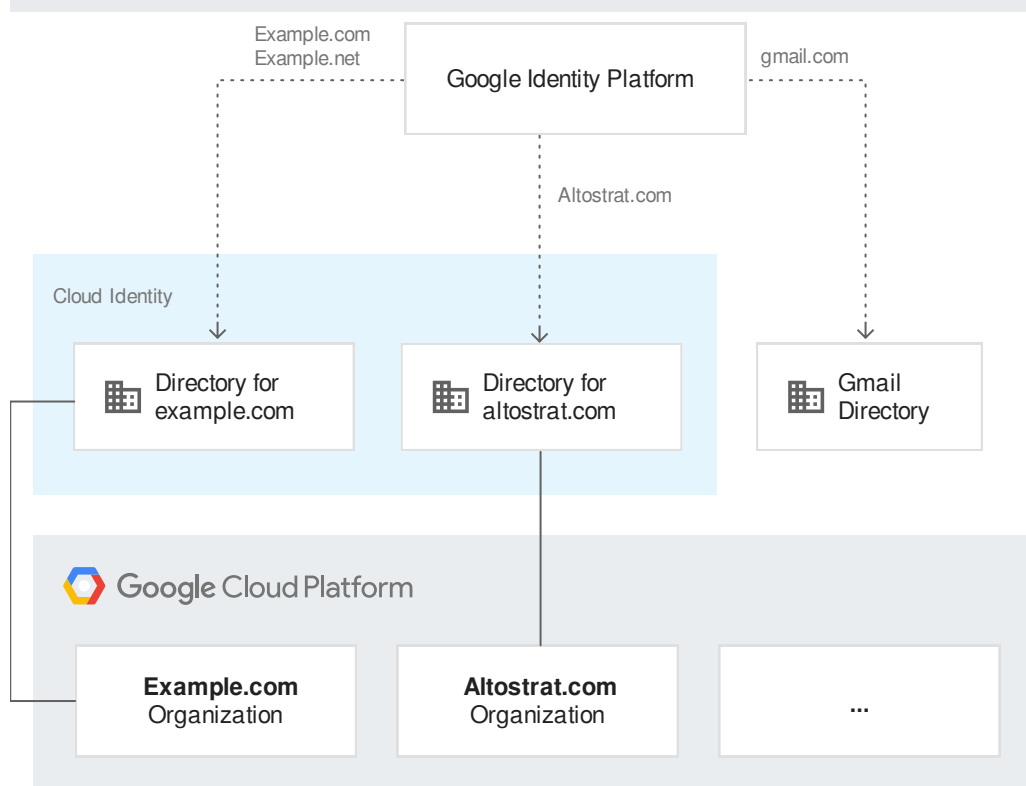 Example.com
Example.net
Google Identity Platform
gmail.com
Altostrat.com
Cloud Identity
Directory for
example.com
Directory for
altostrat.com
Gmail
Directory
Google Cloud Platform
Example.com
Organization
Altostrat.com
Organization
...